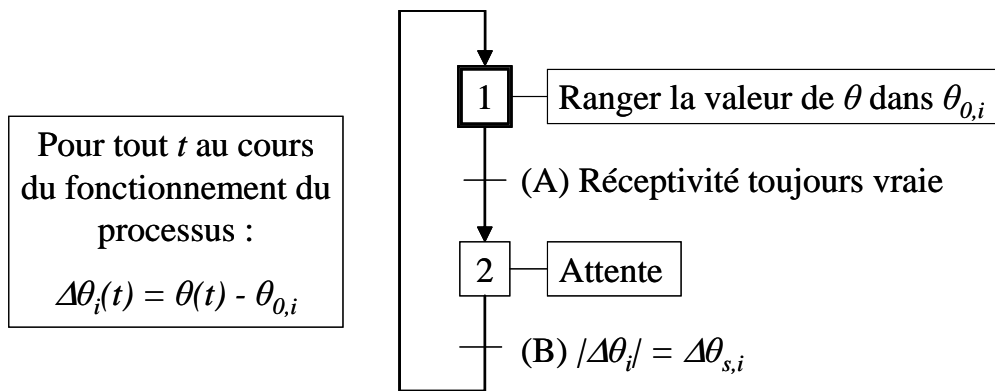 Pour tout t au cours
du fonctionnement du
processus :
Δθi(t) = θ(t) - θ0,i
1
Ranger la valeur de θ dans θ0,i
(A) Réceptivité toujours vraie
2
Attente
(B) |Δθi| = Δθs,i